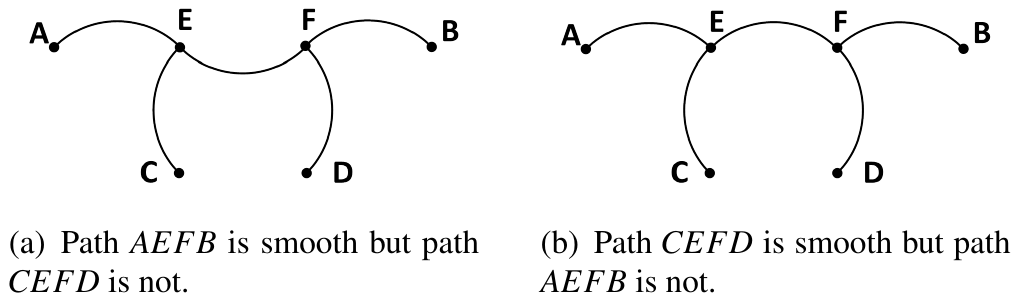 A E F B
C D
A E F B
C D
(a) Path AEFB is smooth but path
CEFD is not.
(b) Path CEFD is smooth but path
AEFB is not.